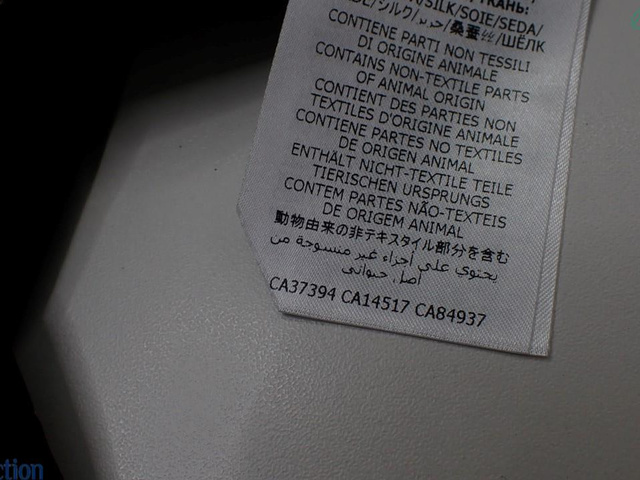 ТКАНЬ:
/SILK/SOIE/SEDA/
/シルク/حرير/桑蚕丝/ШЁЛК
CONTIENE PARTI NON TESSILI
DI ORIGINE ANIMALE
CONTAINS NON-TEXTILE PARTS
OF ANIMAL ORIGIN
CONTIENT DES PARTIES NON
TEXTILES D'ORIGINE ANIMALE
CONTIENE PARTES NO TEXTILES
DE ORIGEN ANIMAL
ENTHÄLT NICHT-TEXTILE TEILE
TIERISCHEN URSPRUNGS
CONTEM PARTES NÃO-TEXTEIS
DE ORIGEM ANIMAL
動物由来の非テキスタイル部分を含む
يحتوي على أجزاء غير منسوجة من
أصل حيواني
CA37394 CA14517 CA84937
ction